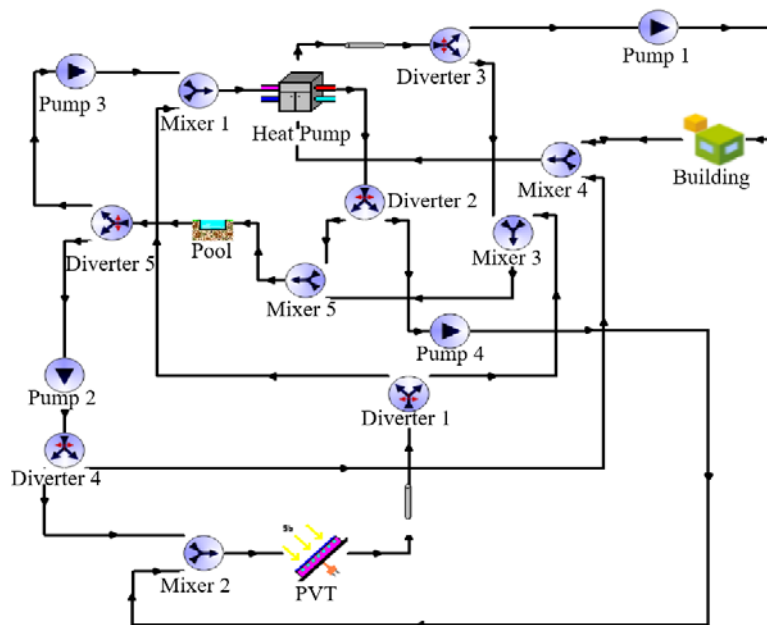 Pump 1
Diverter 3
Pump 3
Mixer 1
Heat Pump
Building
Mixer 4
Diverter 2
Pool
Mixer 3
Diverter 5
Mixer 5
Pump 4
Pump 2
Diverter 1
Diverter 4
Mixer 2
PVT